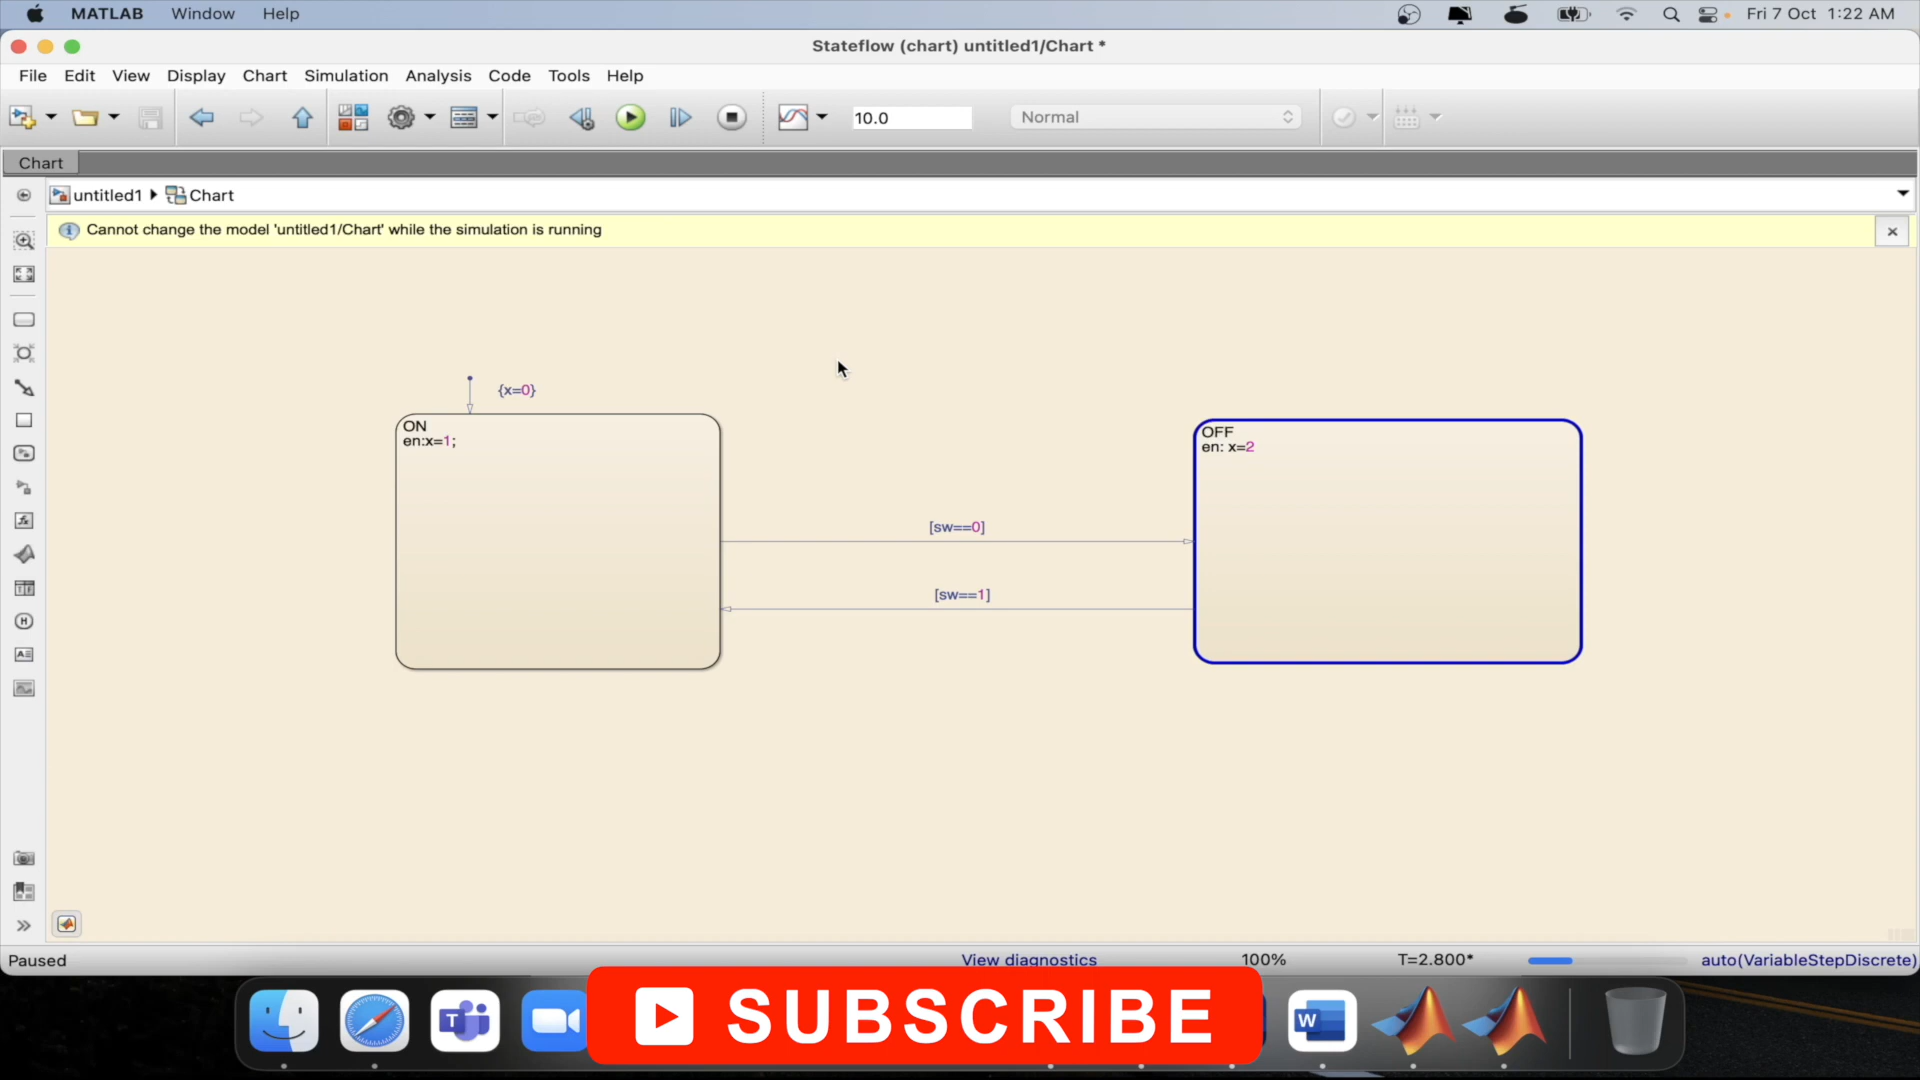 MATLAB Window Help Fri 7 Oct 1:22 AM
Stateflow (chart) untitled1/Chart *
File Edit View Display Chart Simulation Analysis Code Tools Help
10.0 Normal
Chart
untitled1 Chart
Cannot change the model 'untitled1/Chart' while the simulation is running
{x=0}
ON
en:x=1;
OFF
en: x=2
[sw==0]
[sw==1]
Paused View diagnostics 100% T=2.800* auto(VariableStepDiscrete)
SUBSCRIBE